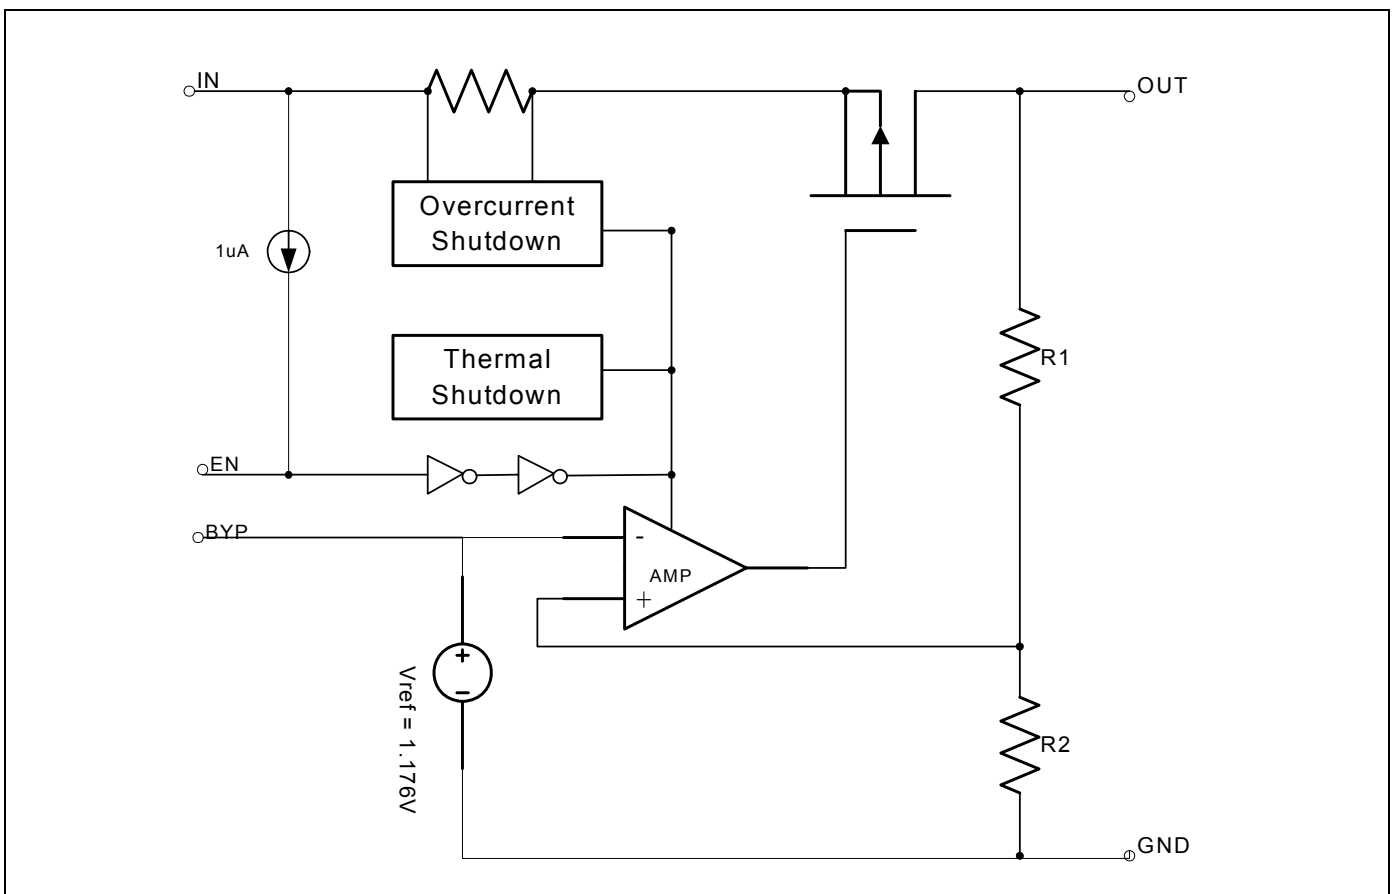 IN
OUT
Overcurrent
Shutdown
1uA
Thermal
Shutdown
R1
EN
BYP
-
AMP
+
+
–
Vref = 1.176V
R2
GND